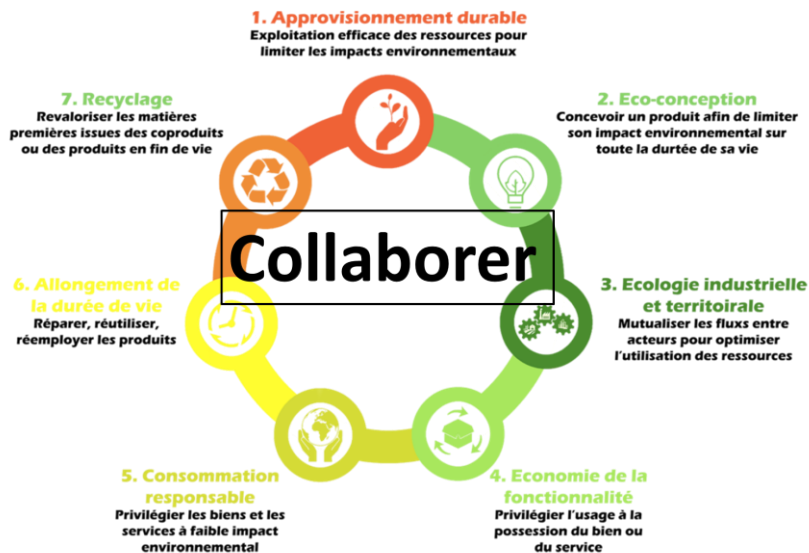 1. Approvisionnement durable
Exploitation efficace des ressources pour
limiter les impacts environnementaux
2. Eco-conception
Concevoir un produit afin de limiter
son impact environnemental sur
toute la durtée de sa vie
3. Ecologie industrielle
et territoirale
Mutualiser les flux entre
acteurs pour optimiser
l'utilisation des ressources
4. Economie de la
fonctionnalité
Privilégier l'usage à la
possession du bien ou
du service
5. Consommation
responsable
Privilégier les biens et les
services à faible impact
environnemental
6. Allongement de
la durée de vie
Réparer, réutiliser,
réemployer les produits
7. Recyclage
Revaloriser les matières
premières issues des coproduits
ou des produits en fin de vie
Collaborer